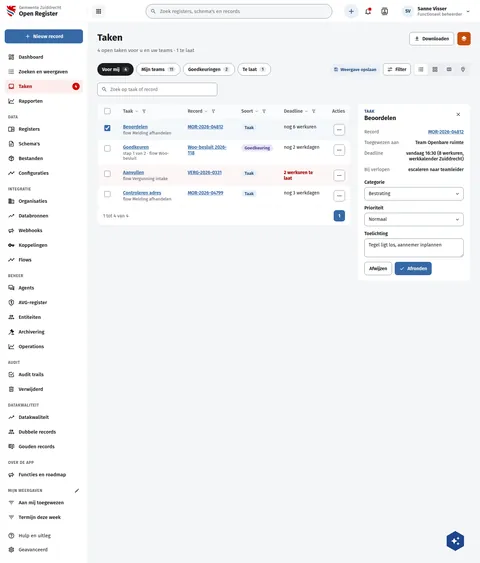 Gemeente Zuiddrecht
Open Register
Zoek registers, schema's en records
SV
Sanne Visser
Functioneel beheerder
+ Nieuw record
Dashboard
Zoeken en weergaven
Taken
4
Rapporten
DATA
Registers
Schema's
Bestanden
Configuraties
INTEGRATIE
Organisaties
Databronnen
Webhooks
Koppelingen
Flows
BEHEER
Agents
AVG-register
Entiteiten
Archivering
Operations
AUDIT
Audit trails
Verwijderd
DATAKWALITEIT
Datakwaliteit
Dubbele records
Gouden records
OVER DE APP
Functies en roadmap
MIJN WEERGAVEN
Aan mij toegewezen
Termijn deze week
Hulp en uitleg
Geavanceerd
Taken
4 open taken voor u en uw teams · 1 te laat
Downloaden
Voor mij 4
Mijn teams 11
Goedkeuringen 2
Te laat 1
Weergave opslaan
Filter
Zoek op taak of record
Taak Record Soort Deadline Acties
Beoordelen MOR-2026-04812 Taak nog 6 werkuren
flow Melding afhandelen
Goedkeuren Woo-besluit 2026-118 Goedkeuring nog 2 werkdagen
stap 1 van 2 · flow Woo-besluit
Aanvullen VERG-2026-0321 Taak 2 werkuren te laat
flow Vergunning intake
Controleren adres MOR-2026-04799 Taak nog 3 werkdagen
flow Melding afhandelen
1 tot 4 van 4
1
TAAK
Beoordelen
Record MOR-2026-04812
Toegewezen aan Team Openbare ruimte
Deadline vandaag 16:30 (8 werkuren, werkkalender Zuiddrecht)
Bij verlopen escaleren naar teamleider
Categorie
Bestrating
Prioriteit
Normaal
Toelichting
Tegel ligt los, aannemer inplannen
Afwijzen
Afronden